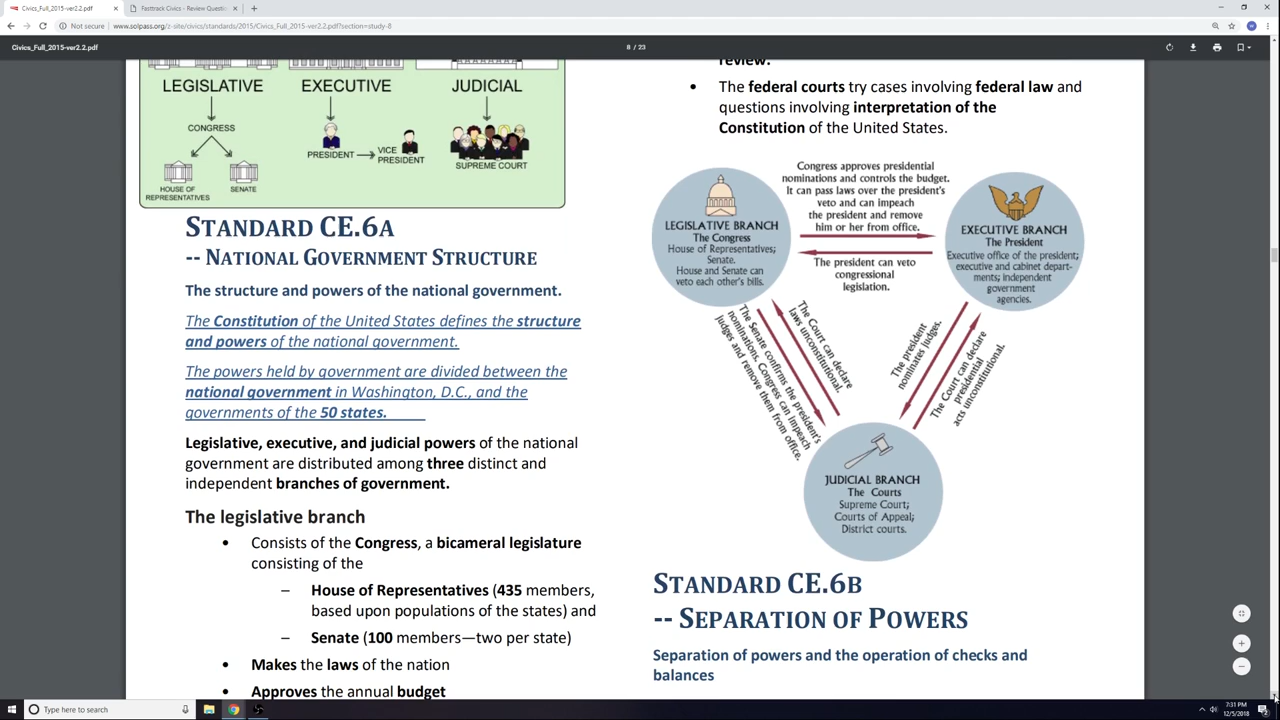 Civics_Full_2015-ver2.2.pdf
Fasttrack Civics - Review Questi
Not secure | www.solpass.org/z-site/civics/standards/2015/Civics_Full_2015-ver2.2.pdf?section=study-8
Civics_Full_2015-ver2.2.pdf
8 / 23
LEGISLATIVE
EXECUTIVE
JUDICIAL
CONGRESS
PRESIDENT
VICE
PRESIDENT
SUPREME COURT
HOUSE OF
REPRESENTATIVES
SENATE
STANDARD CE.6A
-- NATIONAL GOVERNMENT STRUCTURE
The structure and powers of the national government.
The Constitution of the United States defines the structure
and powers of the national government.
The powers held by government are divided between the
national government in Washington, D.C., and the
governments of the 50 states.
Legislative, executive, and judicial powers of the national
government are distributed among three distinct and
independent branches of government.
The legislative branch
• Consists of the Congress, a bicameral legislature
consisting of the
– House of Representatives (435 members,
based upon populations of the states) and
– Senate (100 members—two per state)
• Makes the laws of the nation
• Approves the annual budget
review.
• The federal courts try cases involving federal law and
questions involving interpretation of the
Constitution of the United States.
LEGISLATIVE BRANCH
The Congress
House of Representatives;
Senate.
House and Senate can
veto each other's bills.
Congress approves presidential
nominations and controls the budget.
It can pass laws over the president's
veto and can impeach
the president and remove
him or her from office.
The president can veto
congressional
legislation.
EXECUTIVE BRANCH
The President
Executive office of the president;
executive and cabinet depart-
ments; independent
government
agencies.
The Senate confirms the president's
nominations. Congress can impeach
judges and remove them from office.
The Court can declare
laws unconstitutional.
The president
nominates judges.
The Court can declare
presidential
acts unconstitutional.
JUDICIAL BRANCH
The Courts
Supreme Court;
Courts of Appeal;
District courts.
STANDARD CE.6B
-- SEPARATION OF POWERS
Separation of powers and the operation of checks and
balances
Type here to search
7:31 PM
12/5/2018